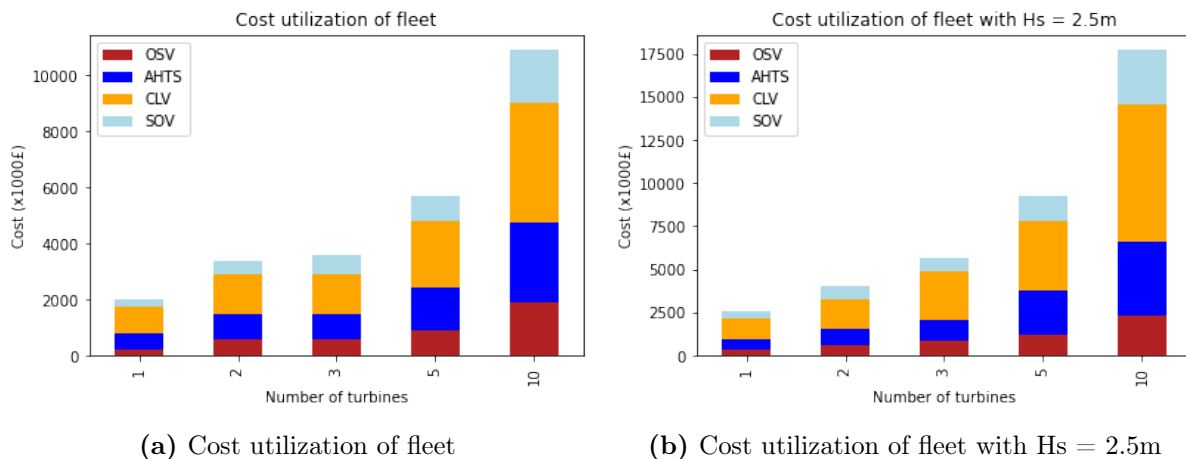 Cost utilization of fleet
OSV
AHTS
CLV
SOV
10000
8000
6000
4000
2000
0
Cost (x1000£)
1
2
3
5
10
Number of turbines
(a) Cost utilization of fleet
Cost utilization of fleet with Hs = 2.5m
OSV
AHTS
CLV
SOV
17500
15000
12500
10000
7500
5000
2500
0
Cost (x1000£)
1
2
3
5
10
Number of turbines
(b) Cost utilization of fleet with Hs = 2.5m